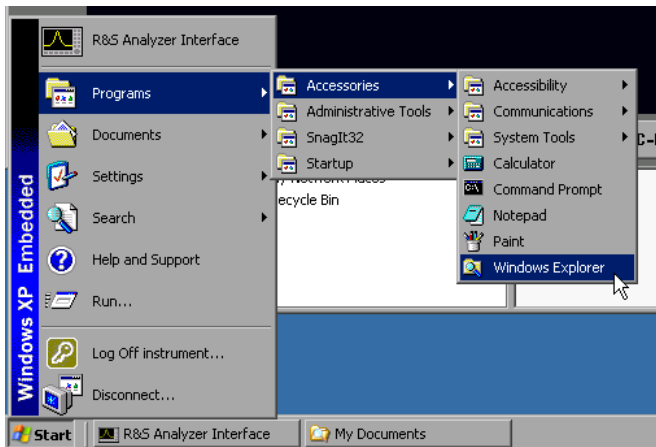 R&S Analyzer Interface
Programs
Documents
Settings
Search
Help and Support
Run...
Log Off instrument...
Disconnect...
Windows XP Embedded
Accessories
Administrative Tools
SnagIt32
Startup
Accessibility
Communications
System Tools
Calculator
Command Prompt
Notepad
Paint
Windows Explorer
ecycle Bin
Start
R&S Analyzer Interface
My Documents